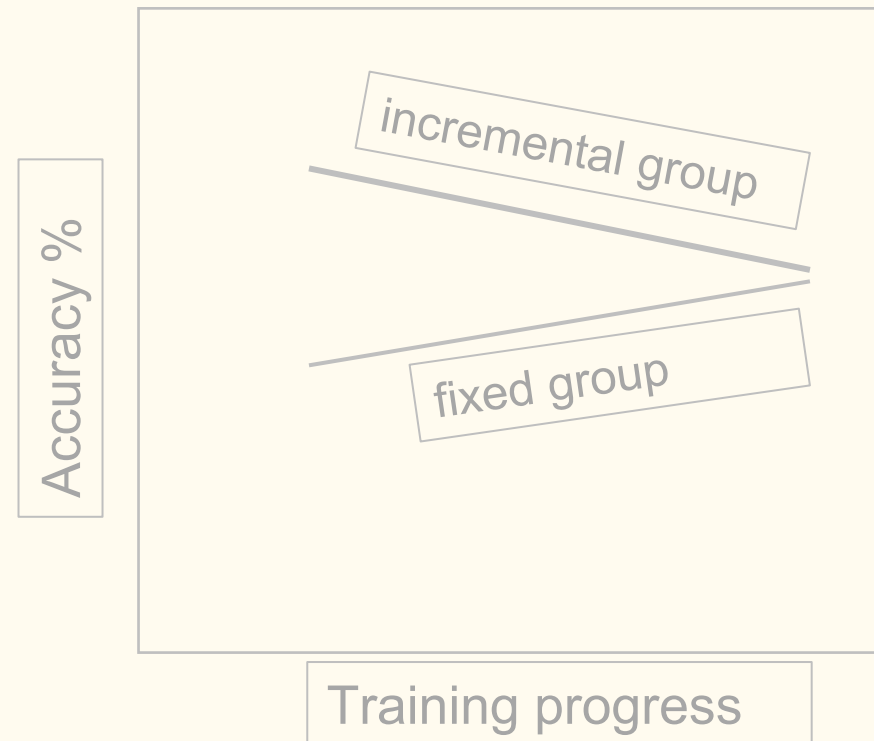 Accuracy %
incremental group
fixed group
Training progress